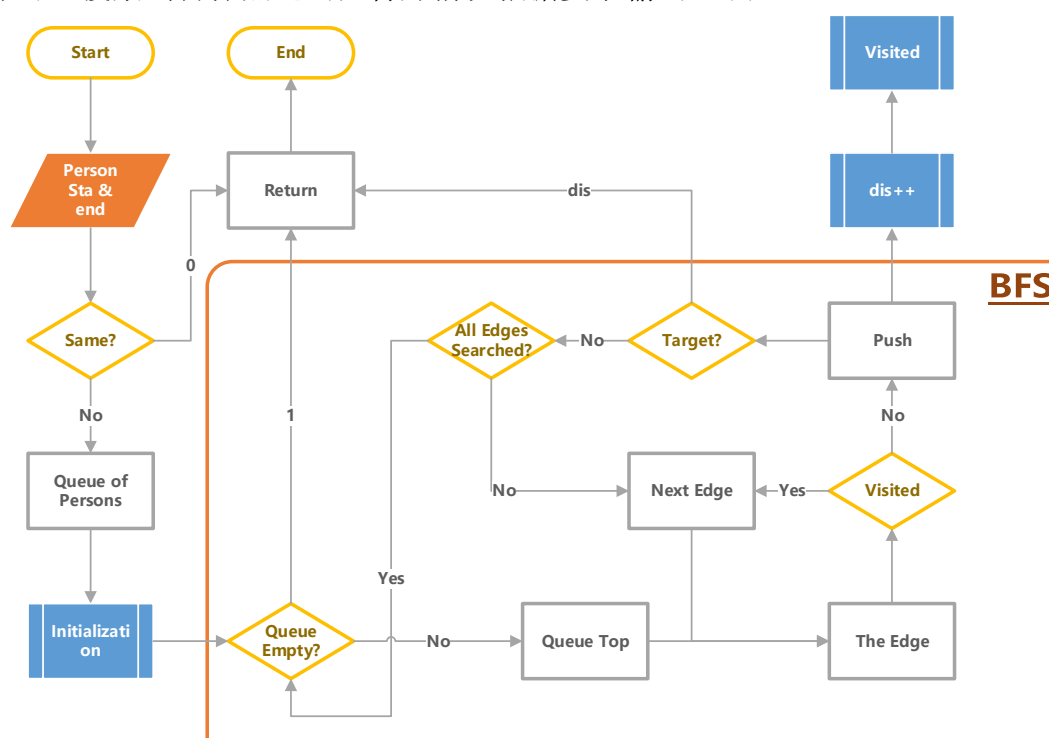 Start
End
Visited
Person
Sta &
end
Return
dis
dis++
0
BFS
Same?
All Edges
Searched?
No
Target?
Push
No
1
No
Queue of
Persons
No
Next Edge
Yes
Visited
Yes
Initializati
on
Queue
Empty?
No
Queue Top
The Edge